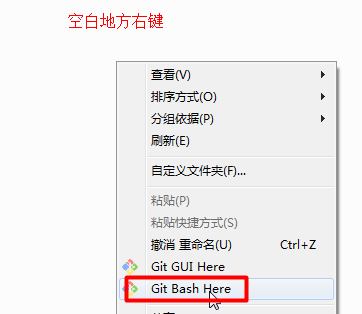 空白地方右键
查看(V)
排序方式(O)
分组依据(P)
刷新(E)
自定义文件夹(F)...
粘贴(P)
粘贴快捷方式(S)
撤消 重命名(U) Ctrl+Z
Git GUI Here
Git Bash Here